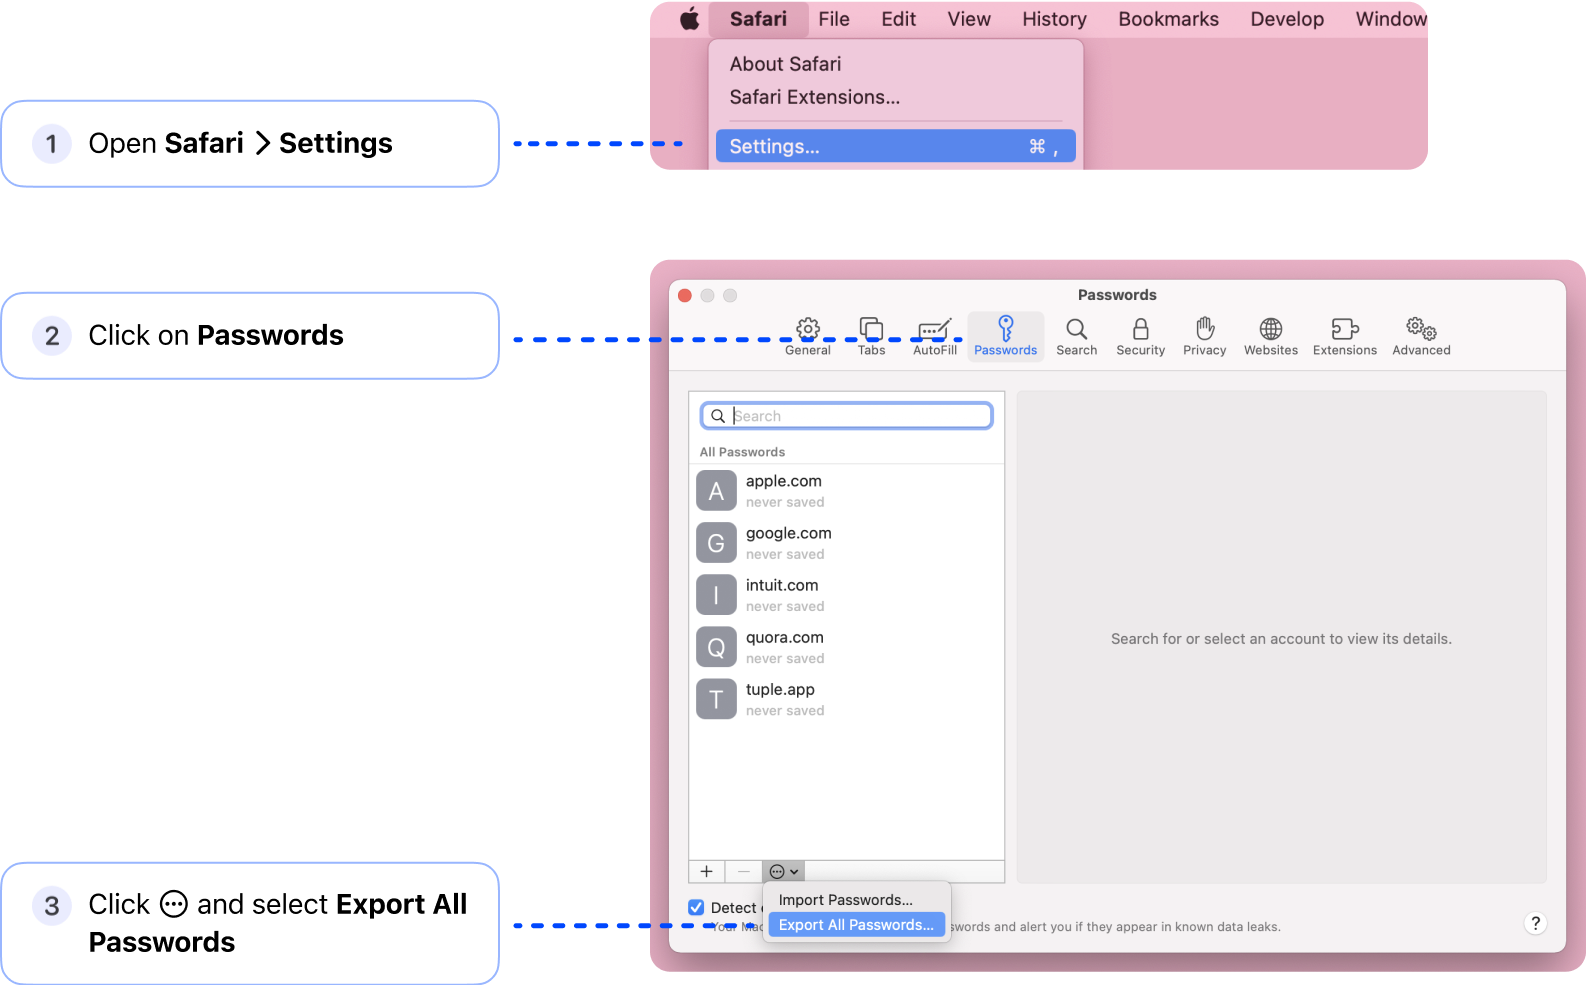 Safari File Edit View History Bookmarks Develop Window
About Safari
Safari Extensions...
Settings... ⌘ ,
1 Open Safari > Settings
2 Click on Passwords
Passwords
General Tabs AutoFill Passwords Search Security Privacy Websites Extensions Advanced
Search
All Passwords
A apple.com
never saved
G google.com
never saved
I intuit.com
never saved
Q quora.com
never saved
T tuple.app
never saved
Search for or select an account to view its details.
3 Click and select Export All
Passwords
Import Passwords...
Export All Passwords...
Detect
Your Mac
swords and alert you if they appear in known data leaks.
?